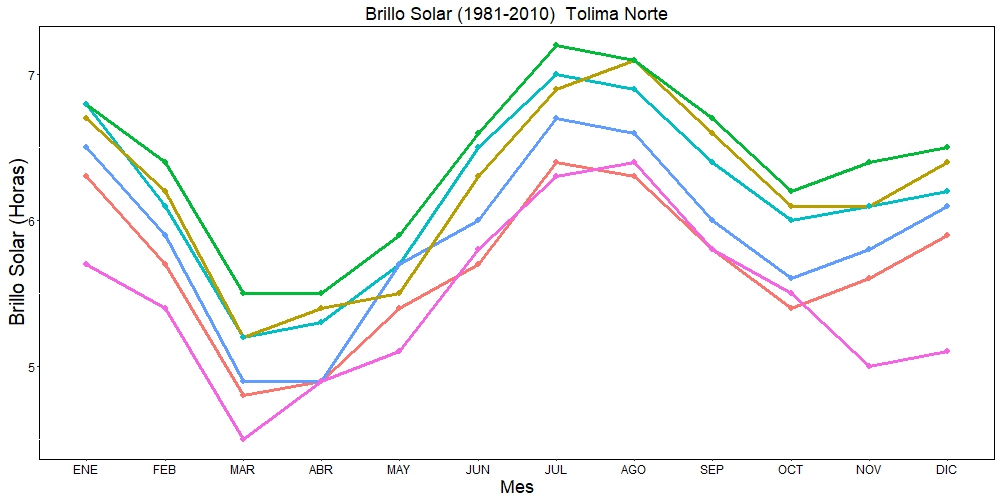 Brillo Solar (1981-2010) Tolima Norte
Brillo Solar (Horas)
7
6
5
ENE FEB MAR ABR MAY JUN JUL AGO SEP OCT NOV DIC
Mes